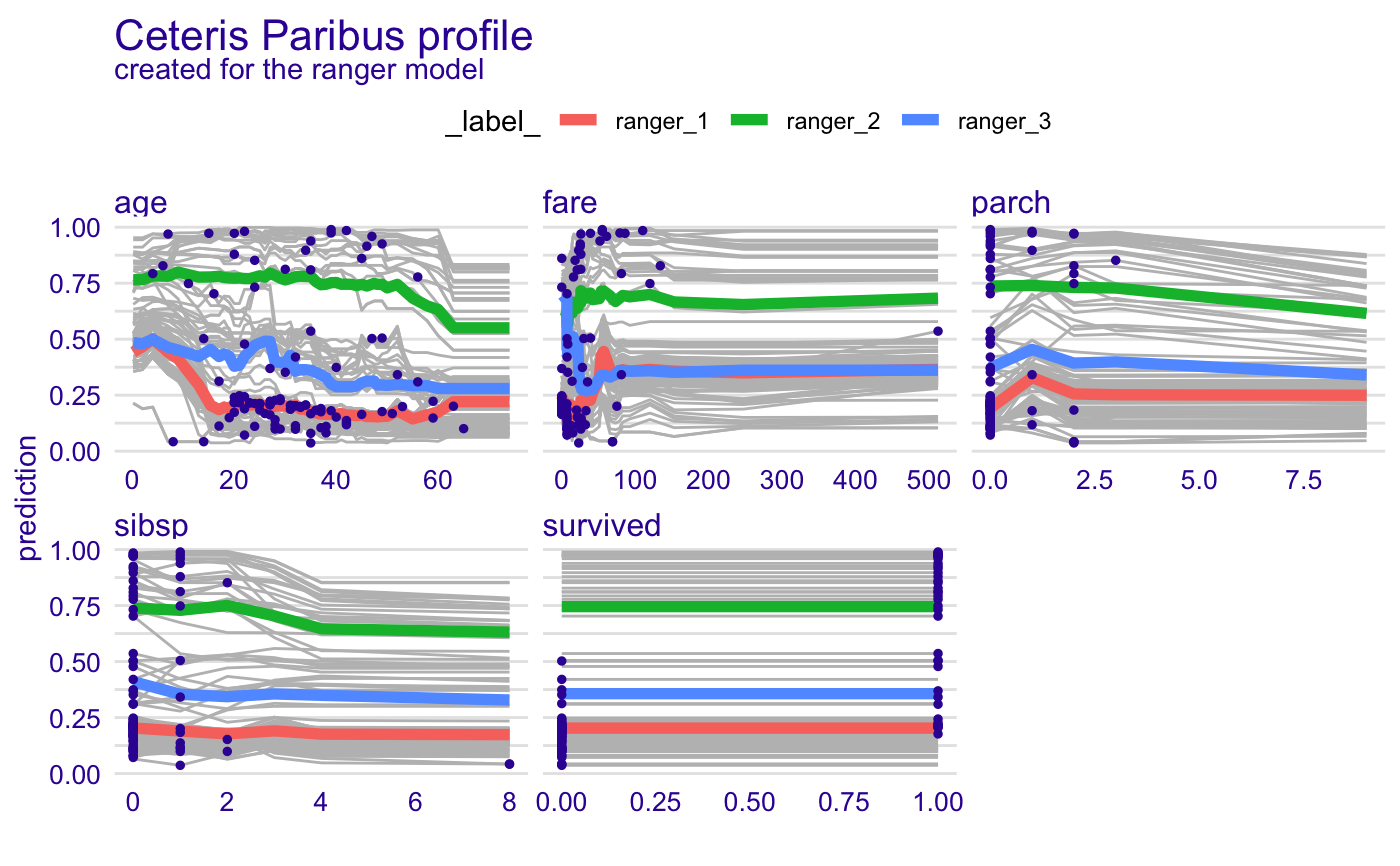 Ceteris Paribus profile
created for the ranger model
_label_ ranger_1 ranger_2 ranger_3
age fare parch
1.00
0.75
0.50
0.25
0.00
0 20 40 60 0 100 200 300 400 500 0.0 2.5 5.0 7.5
prediction
sibsp survived
1.00
0.75
0.50
0.25
0.00
0 2 4 6 8 0.00 0.25 0.50 0.75 1.00